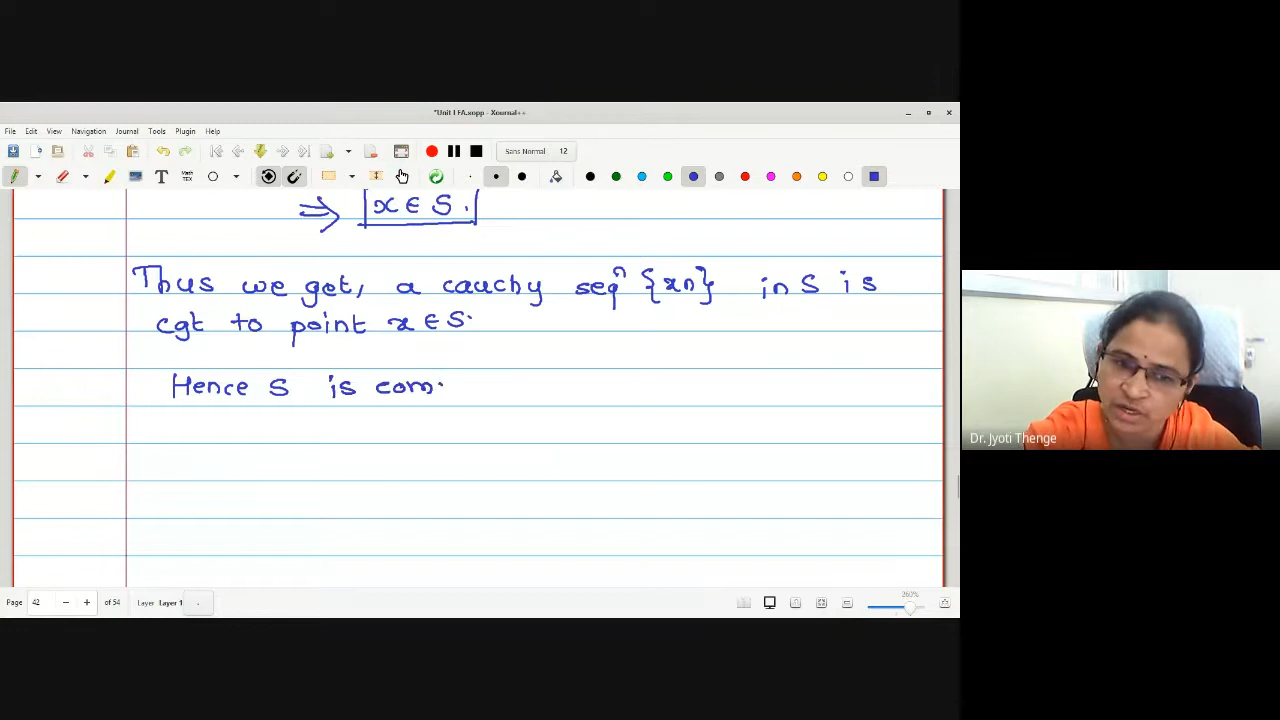 *Unit I FA.xopp - Xournal++
File Edit View Navigation Journal Tools Plugin Help
Sans Normal 12
⇒ x ∈ S.
Thus we get, a cauchy seqⁿ {xn} in S is
cgt to point x ∈ S.
Hence S is com
Dr. Jyoti Thenge
Page 42 of 54 Layer Layer 1 260%